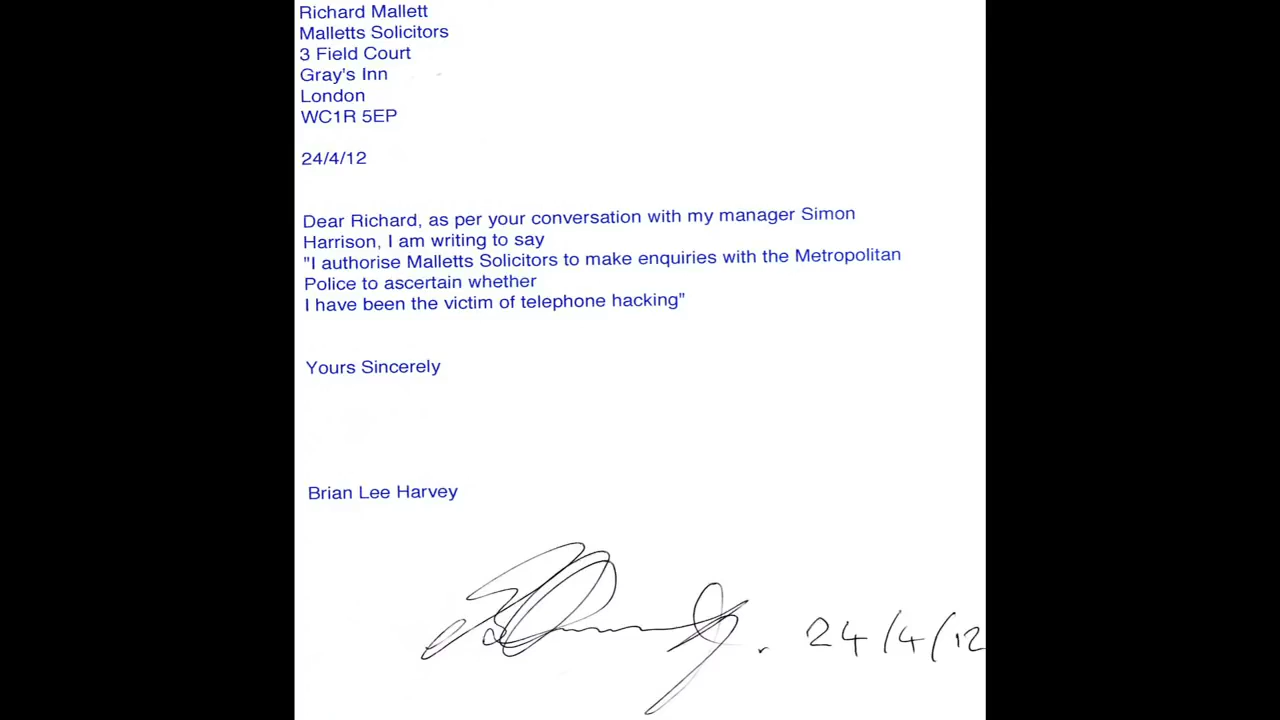 Richard Mallett
Malletts Solicitors
3 Field Court
Gray's Inn
London
WC1R 5EP
24/4/12
Dear Richard, as per your conversation with my manager Simon
Harrison, I am writing to say
"I authorise Malletts Solicitors to make enquiries with the Metropolitan
Police to ascertain whether
I have been the victim of telephone hacking"
Yours Sincerely
Brian Lee Harvey
24/4/12